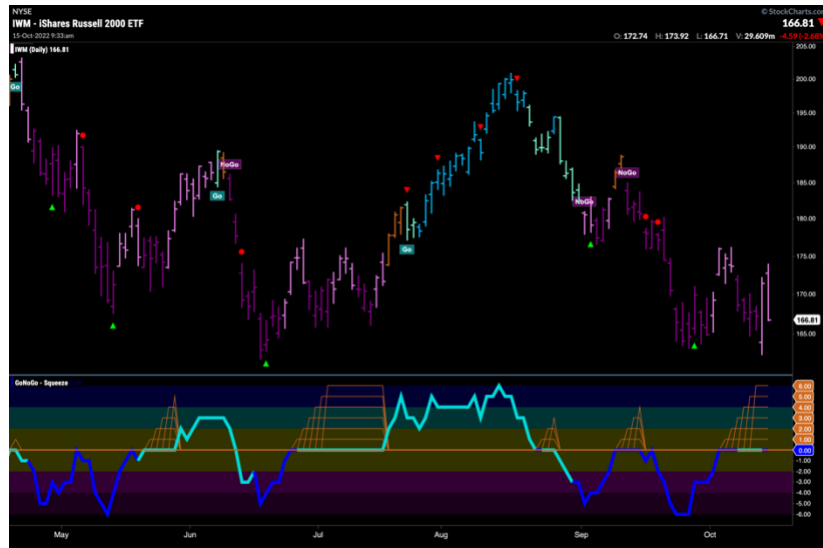 NYSE
© StockCharts.com
IWM - iShares Russell 2000 ETF
166.81
15-Oct-2022 9:33am
O: 172.74 H: 173.92 L: 166.71 V: 29.609m -4.59 (-2.68%)
IWM (Daily) 166.81
205.00
200.00
195.00
190.00
185.00
180.00
175.00
170.00
166.81
165.00
Go
NoGo
Go
Go
NoGo
NoGo
GoNoGo - Squeeze
6.00
5.00
4.00
3.00
2.00
1.00
0.00
-1.00
-2.00
-3.00
-4.00
-5.00
-6.00
May Jun Jul Aug Sep Oct